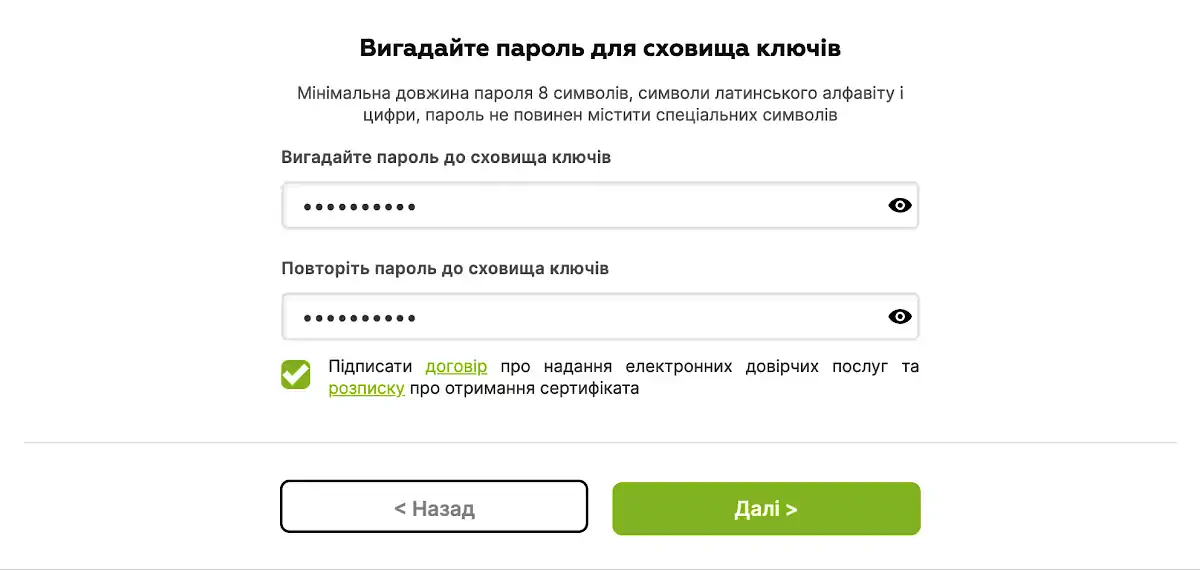 Вигадайте пароль для сховища ключів
Мінімальна довжина пароля 8 символів, символи латинського алфавіту і
цифри, пароль не повинен містити спеціальних символів
Вигадайте пароль до сховища ключів
••••••••••
Повторіть пароль до сховища ключів
••••••••••
Підписати договір про надання електронних довірчих послуг та
розписку про отримання сертифіката
< Назад
Далі >